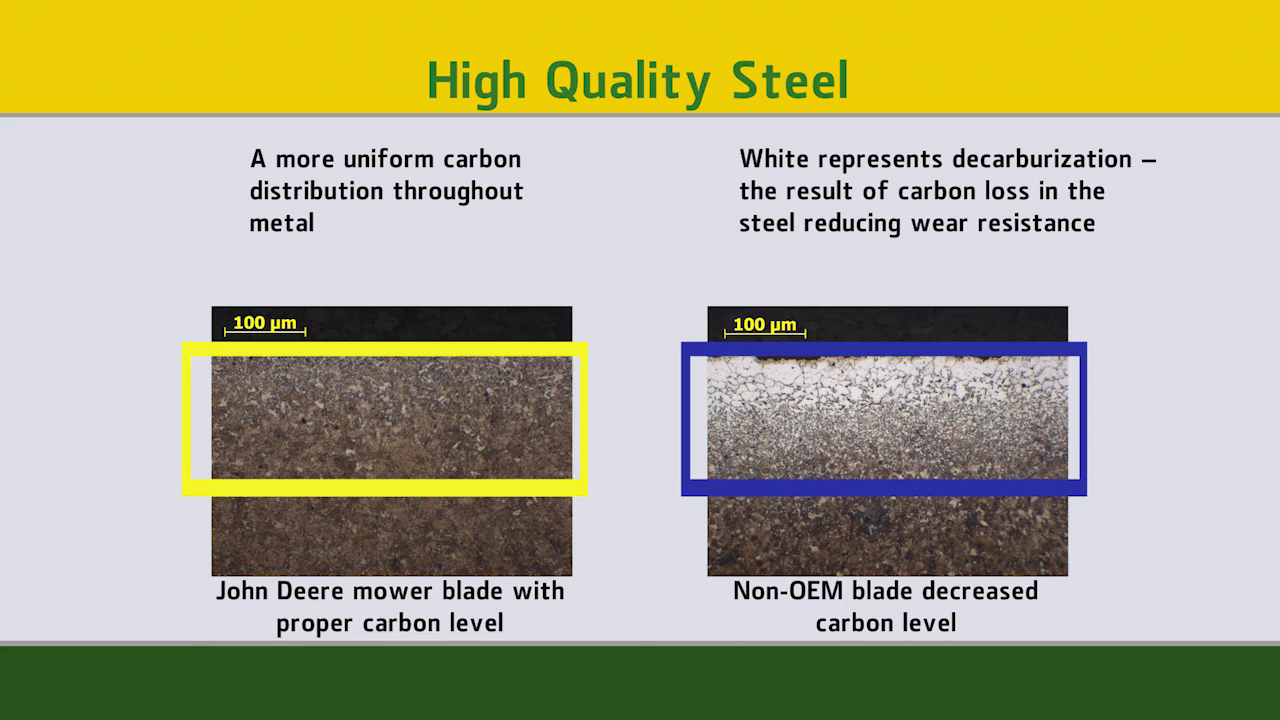 High Quality Steel
A more uniform carbon
distribution throughout
metal
White represents decarburization –
the result of carbon loss in the
steel reducing wear resistance
100 µm
100 µm
John Deere mower blade with
proper carbon level
Non-OEM blade decreased
carbon level